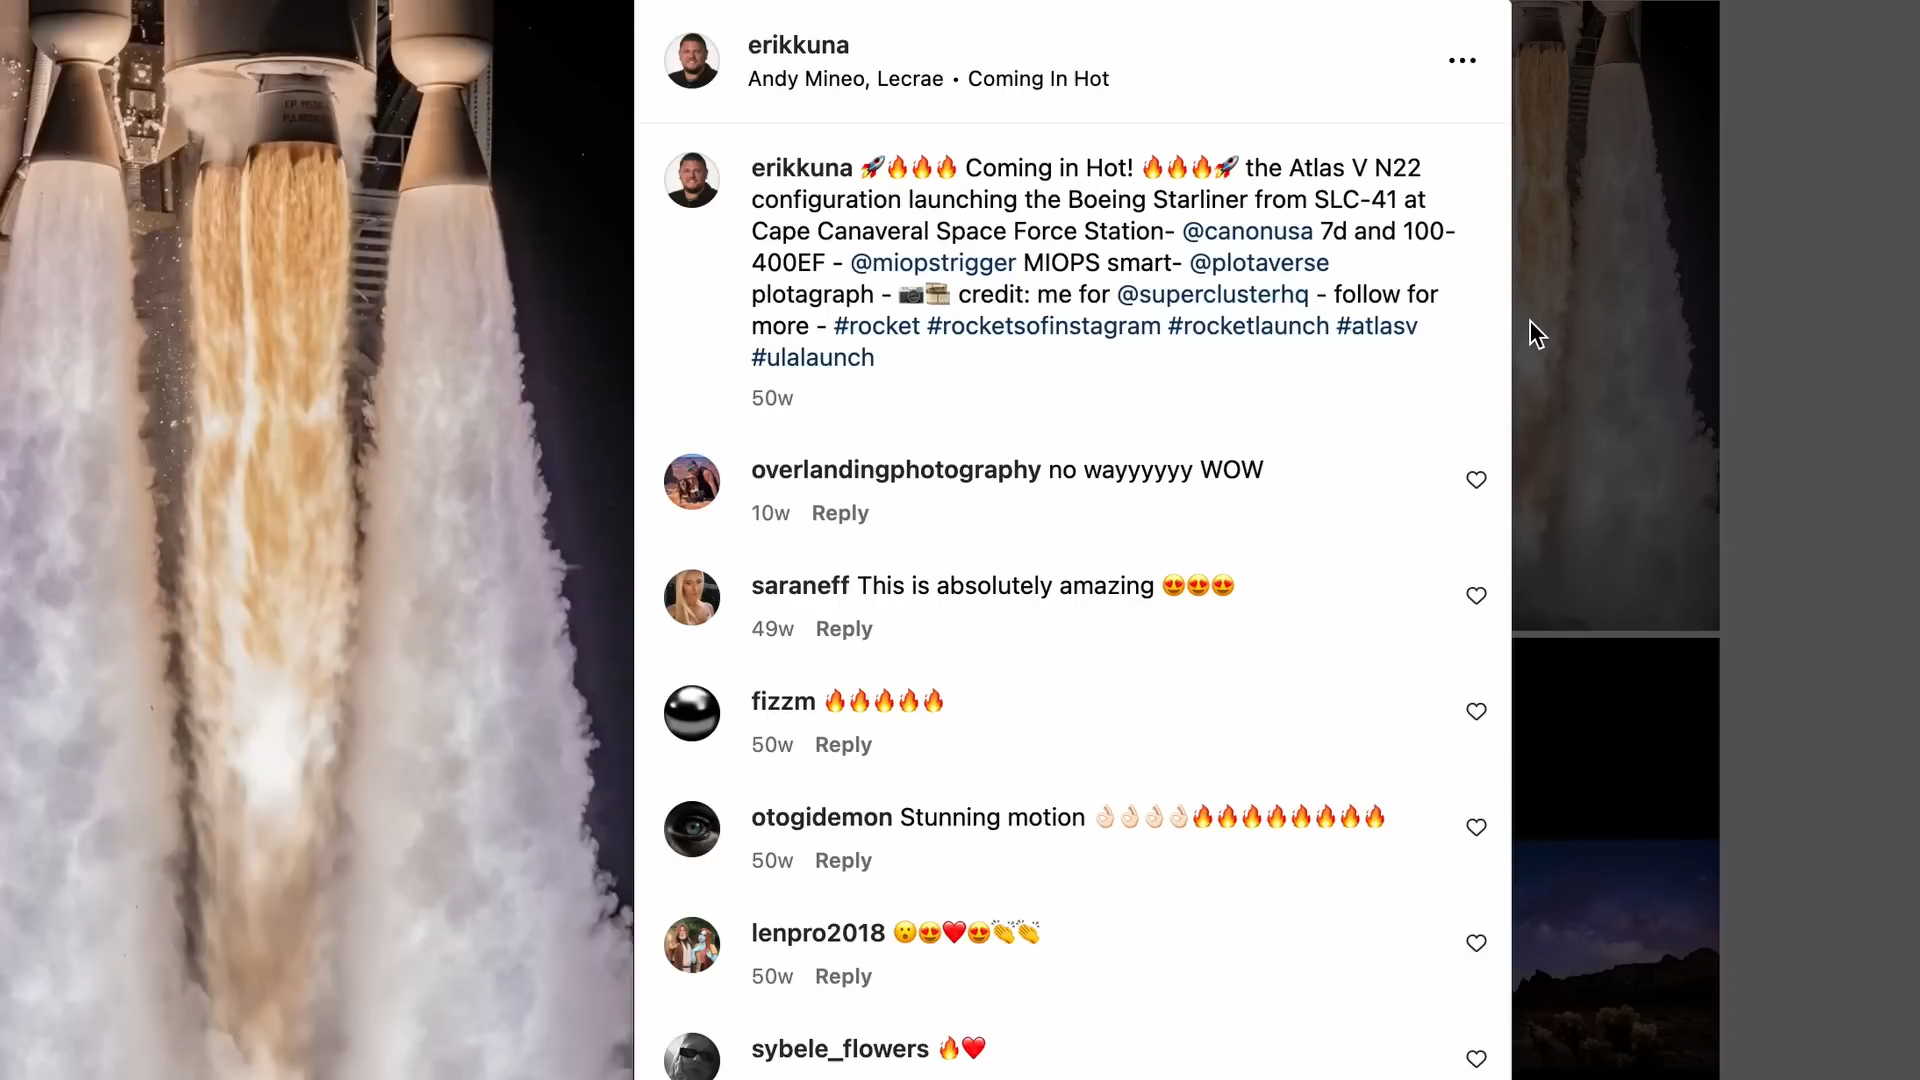 erikkuna
Andy Mineo, Lecrae • Coming In Hot
erikkuna 🚀🔥🔥🔥 Coming in Hot! 🔥🔥🔥🚀 the Atlas V N22
configuration launching the Boeing Starliner from SLC-41 at
Cape Canaveral Space Force Station- @canonusa 7d and 100-
400EF - @miopstrigger MIOPS smart- @plotaverse
plotagraph - 📷 credit: me for @superclusterhq - follow for
more - #rocket #rocketsofinstagram #rocketlaunch #atlasv
#ulalaunch
50w
overlandingphotography no wayyyyyy WOW
10w Reply
saraneff This is absolutely amazing 😍😍😍
49w Reply
fizzm 🔥🔥🔥🔥🔥
50w Reply
otogidemon Stunning motion 👌🏻👌🏻👌🏻👌🏻🔥🔥🔥🔥🔥🔥🔥🔥
50w Reply
lenpro2018 😮😍❤️😍👏👏
50w Reply
sybele_flowers 🔥❤️